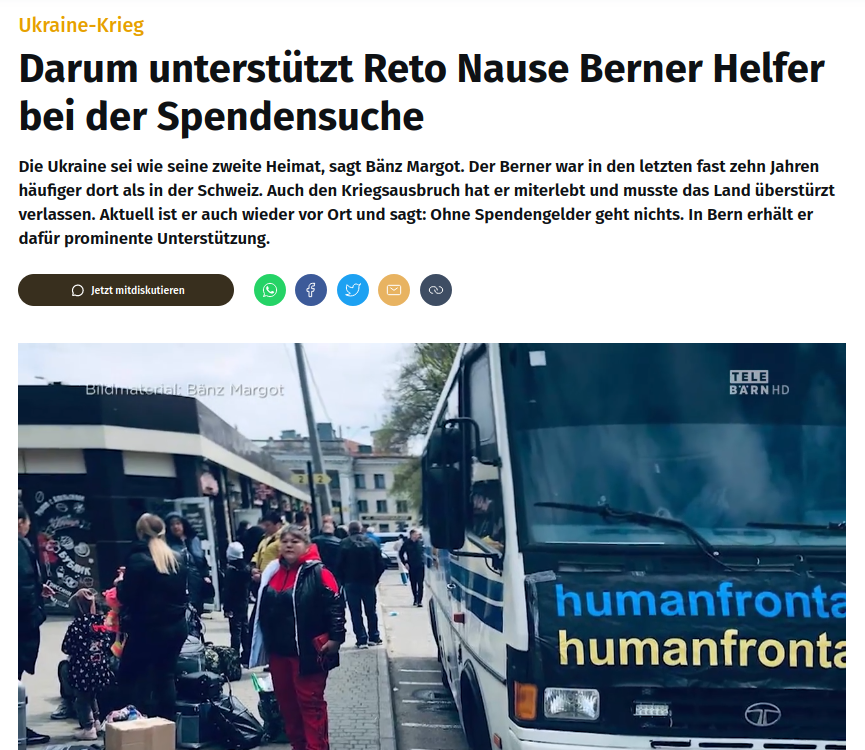 Ukraine-Krieg
Darum unterstützt Reto Nause Berner Helfer
bei der Spendensuche
Die Ukraine sei wie seine zweite Heimat, sagt Bänz Margot. Der Berner war in den letzten fast zehn Jahren
häufiger dort als in der Schweiz. Auch den Kriegsausbruch hat er miterlebt und musste das Land überstürzt
verlassen. Aktuell ist er auch wieder vor Ort und sagt: Ohne Spendengelder geht nichts. In Bern erhält er
dafür prominente Unterstützung.
Jetzt mitdiskutieren
Bildmaterial: Bänz Margot
TELE
BÄRN HD
2 2
humanfronta
humanfronta